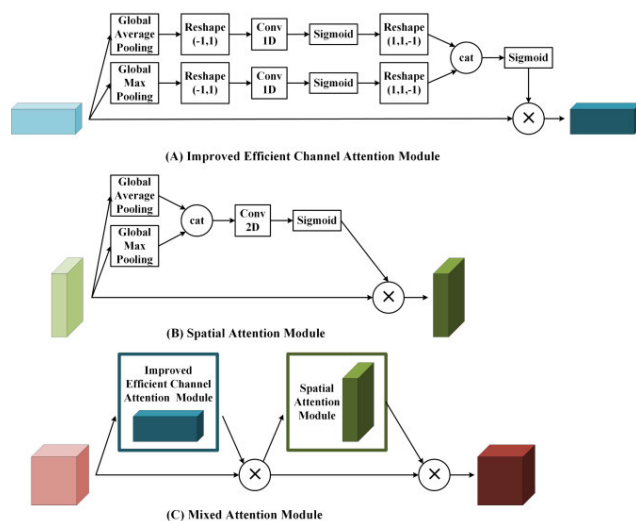 Global
Average
Pooling
Reshape
(-1,1)
Conv
1D
Sigmoid
Reshape
(1,1,-1)
Global
Max
Pooling
Reshape
(-1,1)
Conv
1D
Sigmoid
Reshape
(1,1,-1)
cat
Sigmoid
×
(A) Improved Efficient Channel Attention Module
Global
Average
Pooling
Global
Max
Pooling
cat
Conv
2D
Sigmoid
×
(B) Spatial Attention Module
Improved
Efficient Channel
Attention Module
Spatial
Attention
Module
×
×
(C) Mixed Attention Module